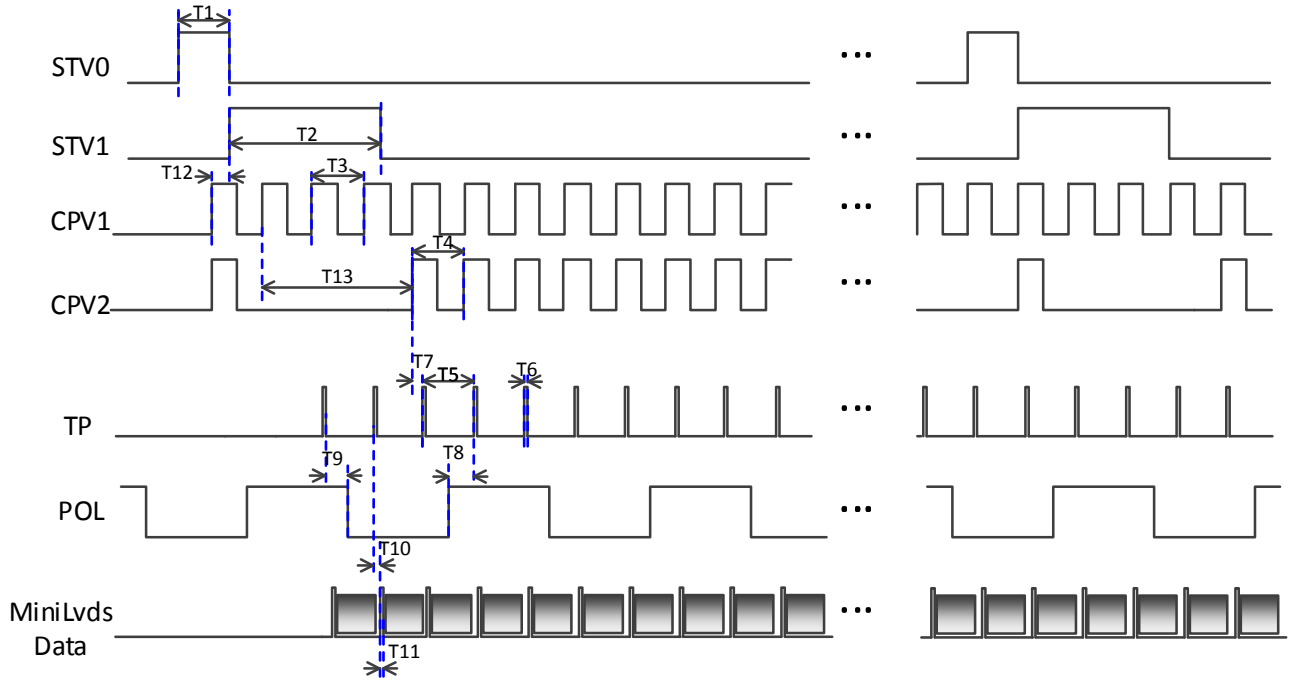 T1
STV0
...
STV1
T2
...
T12
T3
CPV1
...
T4
CPV2
T13
...
T7
T5
T6
TP
...
T9
T8
POL
...
T10
MiniLvds
Data
...
T11